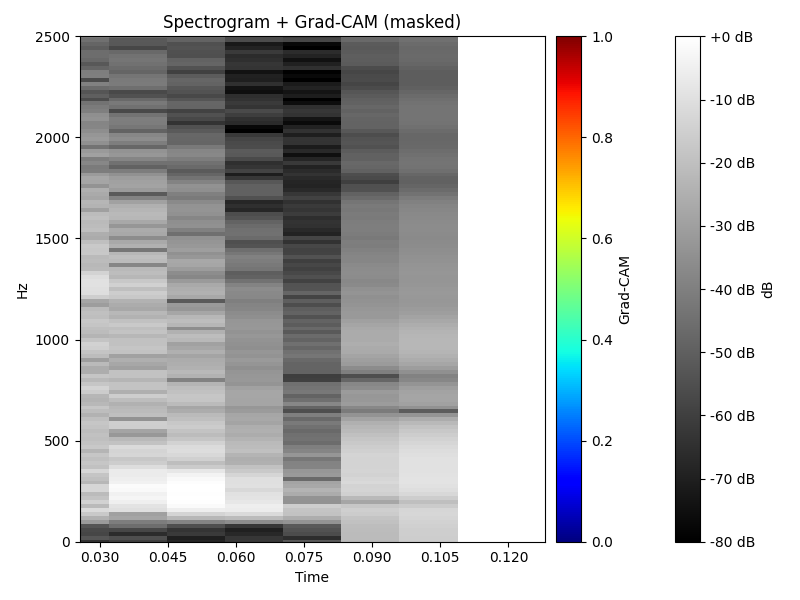 Spectrogram + Grad-CAM (masked)
2500
2000
1500
1000
500
0
Hz
0.030
0.045
0.060
0.075
0.090
0.105
0.120
Time
1.0
0.8
0.6
0.4
0.2
0.0
Grad-CAM
+0 dB
-10 dB
-20 dB
-30 dB
-40 dB
-50 dB
-60 dB
-70 dB
-80 dB
dB